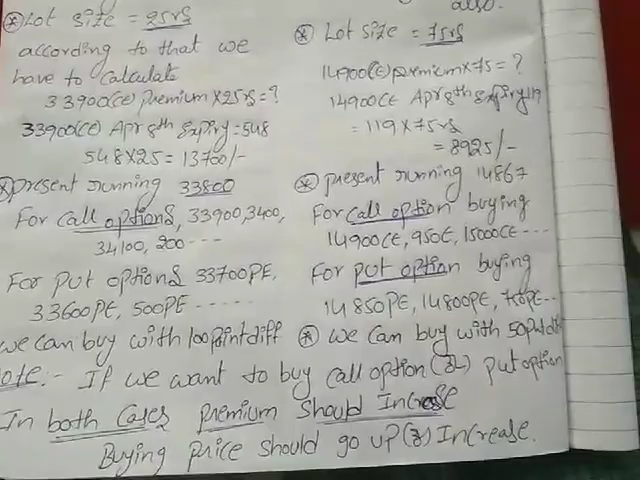 also.
⊛ Lot size = 25rs
according to that we
have to calculate
33900(CE) premium × 25rs = ?
33900(CE) Apr 8th Expiry = 548
548 × 25 = 13700/-
⊛ present running 33800
For Call options, 33900, 3400,
34100, 200 ----
For put options 33700PE,
33600PE, 500PE -----
we can buy with 100point diff
⊛ Lot size = 75rs
14900(CE) premium × 75 = ?
14900CE Apr 8th Expiry 119
= 119 × 75rs
= 8925/-
⊛ present running 14867
For Call option buying
14900CE, 950E, 15000CE---
For put option buying
14850PE, 14800PE, 750PE--
⊛ we can buy with 50point
ote:- If we want to buy call option (or) put option
In both Cases premium should Increase
Buying price should go up (or) Increase.